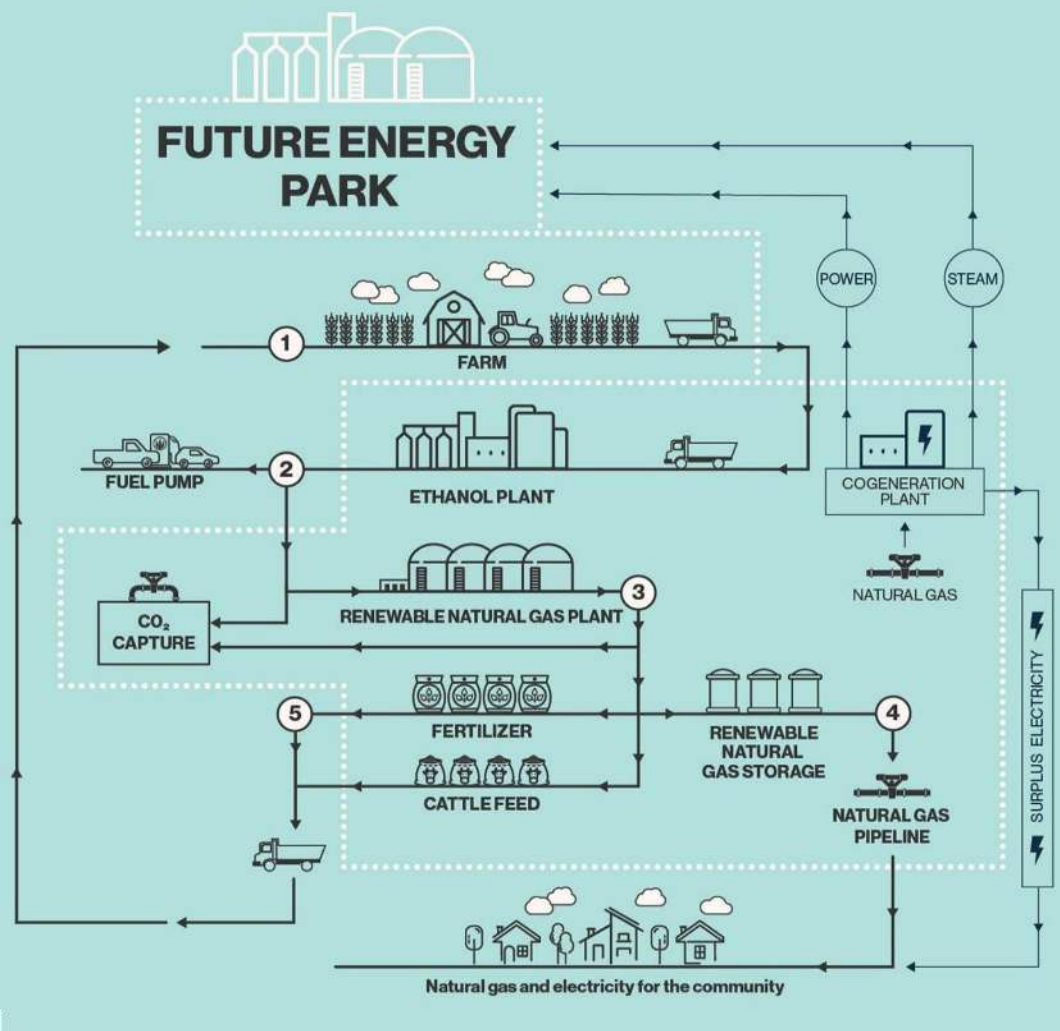 FUTURE ENERGY
PARK
POWER
STEAM
1
FARM
FUEL PUMP
2
ETHANOL PLANT
COGENERATION
PLANT
NATURAL GAS
CO₂
CAPTURE
RENEWABLE NATURAL GAS PLANT
3
SURPLUS ELECTRICITY
5
FERTILIZER
RENEWABLE
NATURAL
GAS STORAGE
4
CATTLE FEED
NATURAL GAS
PIPELINE
Natural gas and electricity for the community